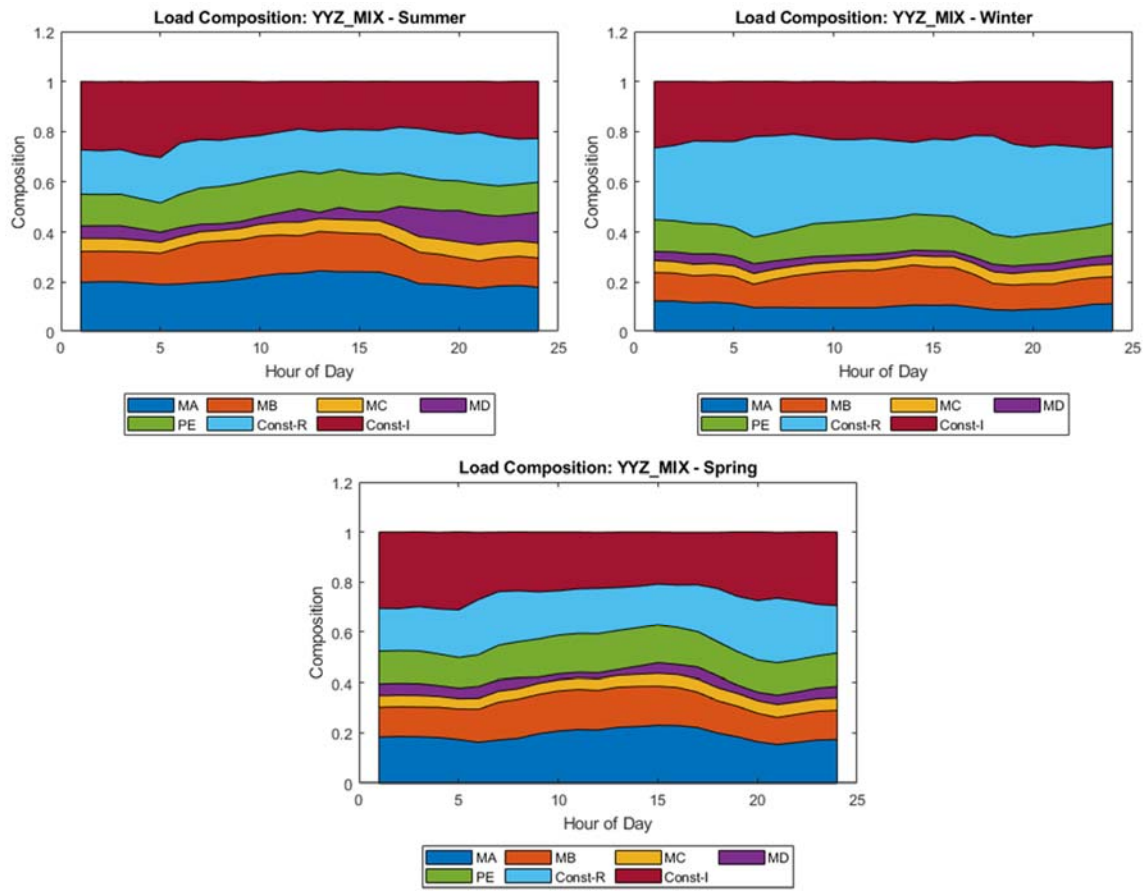 Load Composition: YYZ_MIX - Summer
1.2
1
0.8
0.6
0.4
0.2
0
Composition
0 5 10 15 20 25
Hour of Day
MA MB MC MD
PE Const-R Const-I
Load Composition: YYZ_MIX - Winter
1.2
1
0.8
0.6
0.4
0.2
0
Composition
0 5 10 15 20 25
Hour of Day
MA MB MC MD
PE Const-R Const-I
Load Composition: YYZ_MIX - Spring
1.2
1
0.8
0.6
0.4
0.2
0
Composition
0 5 10 15 20 25
Hour of Day
MA MB MC MD
PE Const-R Const-I